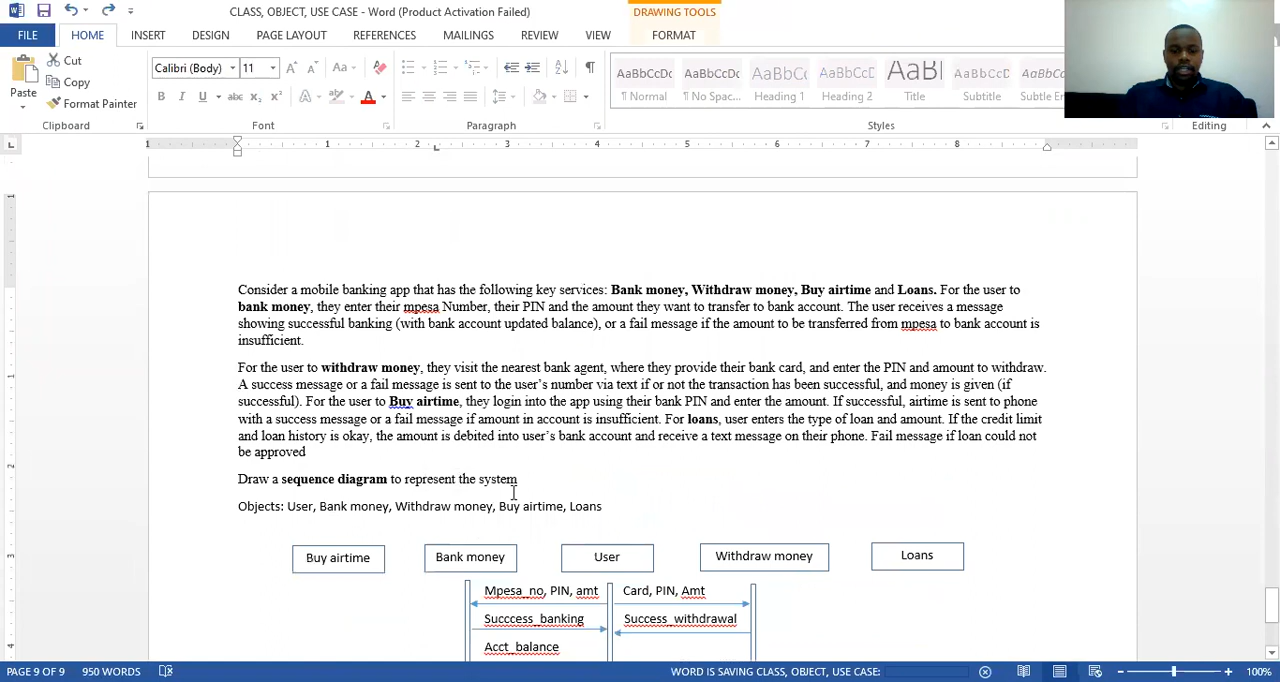 CLASS, OBJECT, USE CASE - Word (Product Activation Failed)
DRAWING TOOLS
FILE HOME INSERT DESIGN PAGE LAYOUT REFERENCES MAILINGS REVIEW VIEW FORMAT
Cut
Copy
Format Painter
Paste
Calibri (Body) 11
AaBbCcDc AaBbCcDc AaBbCc AaBbCcD AaBl AaBbCcD AaBbCc
¶ Normal ¶ No Spac... Heading 1 Heading 2 Title Subtitle Subtle Em
Clipboard Font Paragraph Styles Editing
1 1 2 3 4 5 6 7 8
Consider a mobile banking app that has the following key services: Bank money, Withdraw money, Buy airtime and Loans. For the user to
bank money, they enter their mpesa Number, their PIN and the amount they want to transfer to bank account. The user receives a message
showing successful banking (with bank account updated balance), or a fail message if the amount to be transferred from mpesa to bank account is
insufficient.
For the user to withdraw money, they visit the nearest bank agent, where they provide their bank card, and enter the PIN and amount to withdraw.
A success message or a fail message is sent to the user's number via text if or not the transaction has been successful, and money is given (if
successful). For the user to Buy airtime, they login into the app using their bank PIN and enter the amount. If successful, airtime is sent to phone
with a success message or a fail message if amount in account is insufficient. For loans, user enters the type of loan and amount. If the credit limit
and loan history is okay, the amount is debited into user's bank account and receive a text message on their phone. Fail message if loan could not
be approved
Draw a sequence diagram to represent the system
Objects: User, Bank money, Withdraw money, Buy airtime, Loans
Buy airtime Bank money User Withdraw money Loans
Mpesa_no, PIN, amt Card, PIN, Amt
Succcess_banking Success_withdrawal
Acct_balance
PAGE 9 OF 9 950 WORDS WORD IS SAVING CLASS, OBJECT, USE CASE: 100%